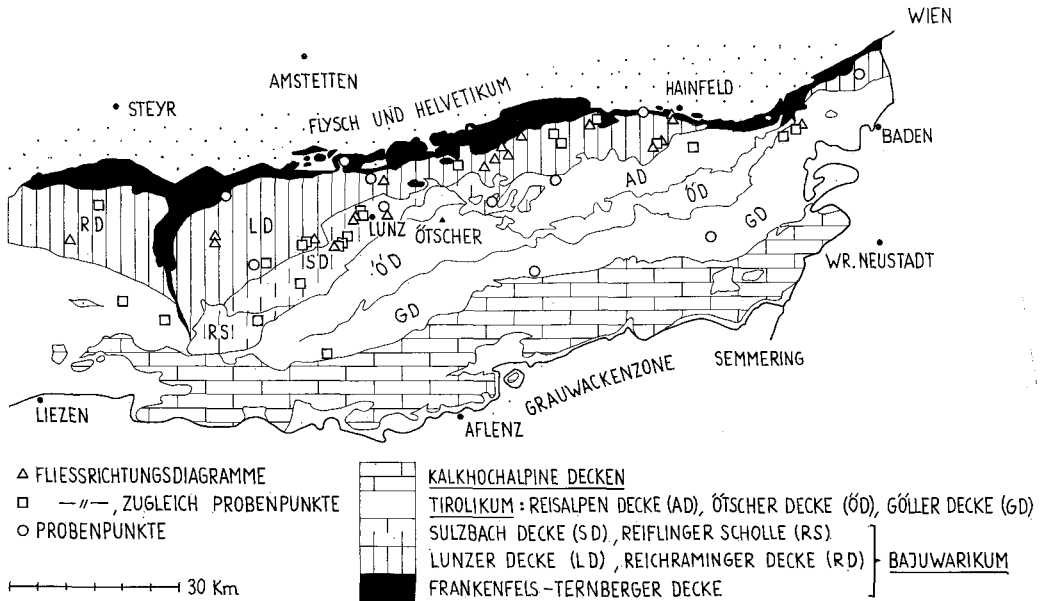 WIEN
AMSTETTEN
STEYR
HAINFELD
FLYSCH UND HELVETIKUM
BADEN
AD
RD
ÖD
LD
LUNZ
ÖTSCHER
GD
SD
ÖD
WR. NEUSTADT
GD
RS
SEMMERING
GRAUWACKENZONE
LIEZEN
AFLENZ
△ FLIESSRICHTUNGSDIAGRAMME
□ —〃—, ZUGLEICH PROBENPUNKTE
○ PROBENPUNKTE
30 Km
KALKHOCHALPINE DECKEN
TIROLIKUM : REISALPEN DECKE (AD), ÖTSCHER DECKE (ÖD), GÖLLER DECKE (GD)
SULZBACH DECKE (SD), REIFLINGER SCHOLLE (RS)
LUNZER DECKE (LD), REICHRAMINGER DECKE (RD)
BAJUWARIKUM
FRANKENFELS-TERNBERGER DECKE